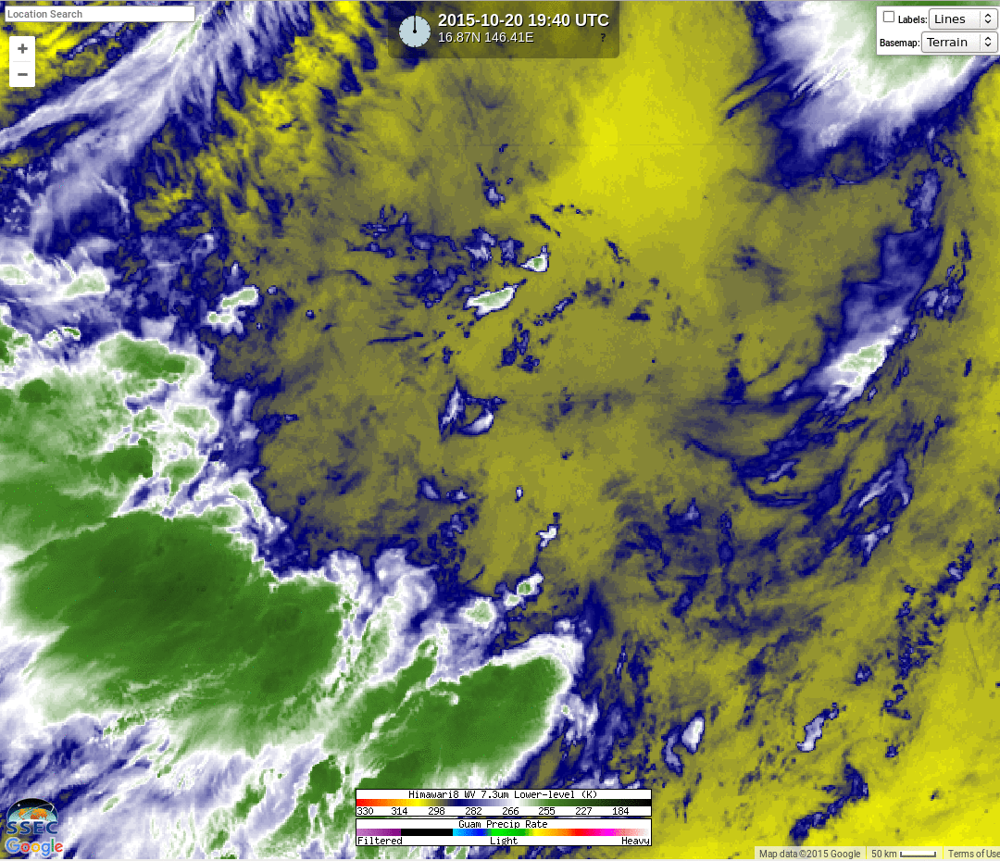 Location Search
2015-10-20 19:40 UTC
16.87N 146.41E ?
Labels: Lines
Basemap: Terrain
+
−
Himawari8 WV 7.3um Lower-level (K)
330 314 298 282 266 255 227 184
Guam Precip Rate
Filtered Light Heavy
SSEC
Google
Map data ©2015 Google 50 km Terms of Use